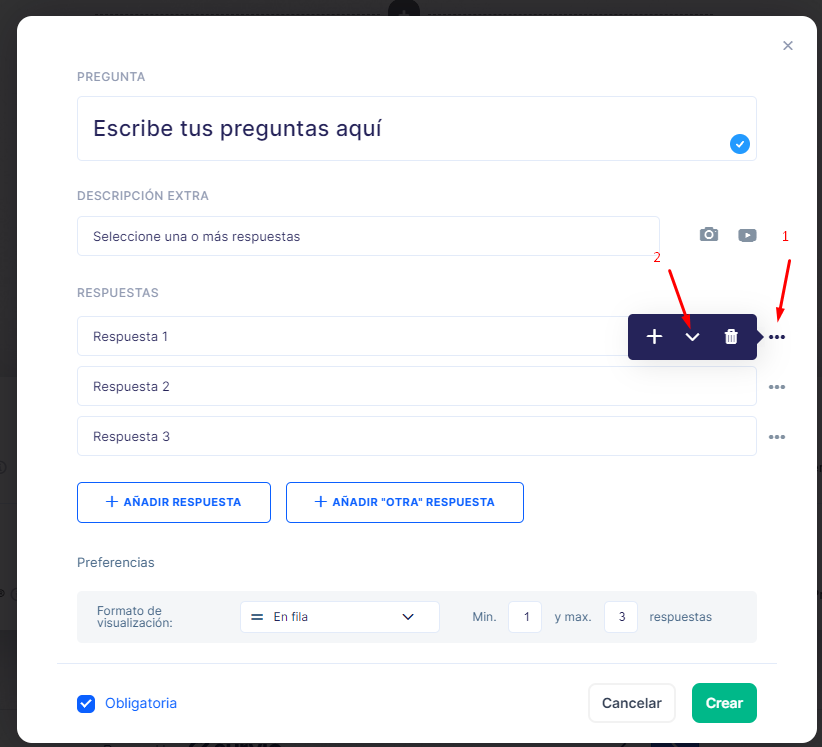 PREGUNTA
Escribe tus preguntas aquí
DESCRIPCIÓN EXTRA
Seleccione una o más respuestas
1
2
RESPUESTAS
Respuesta 1
Respuesta 2
Respuesta 3
AÑADIR RESPUESTA
AÑADIR "OTRA" RESPUESTA
Preferencias
Formato de
visualización:
En fila
Min. 1 y max. 3 respuestas
Obligatoria
Cancelar
Crear